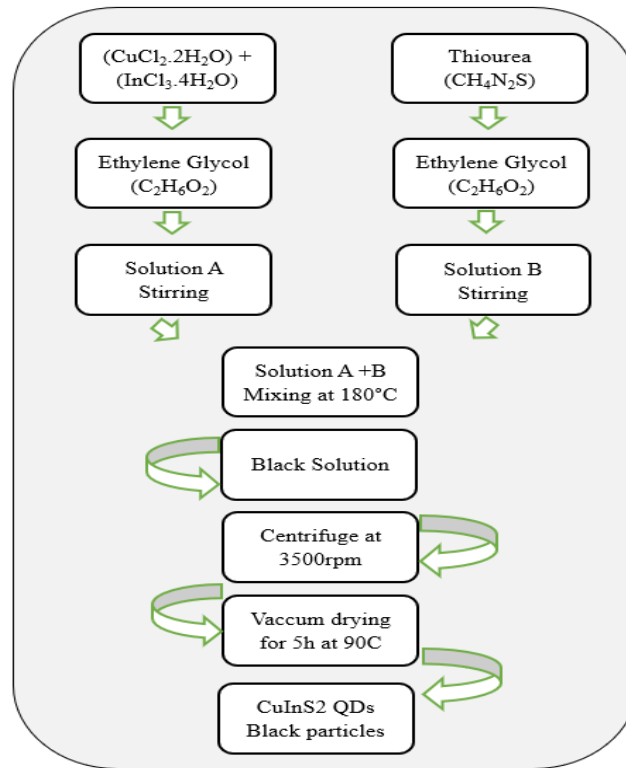 (CuCl₂.2H₂O) +
(InCl₃.4H₂O)
Thiourea
(CH₄N₂S)
Ethylene Glycol
(C₂H₆O₂)
Ethylene Glycol
(C₂H₆O₂)
Solution A
Stirring
Solution B
Stirring
Solution A +B
Mixing at 180°C
Black Solution
Centrifuge at
3500rpm
Vaccum drying
for 5h at 90C
CuInS2 QDs
Black particles